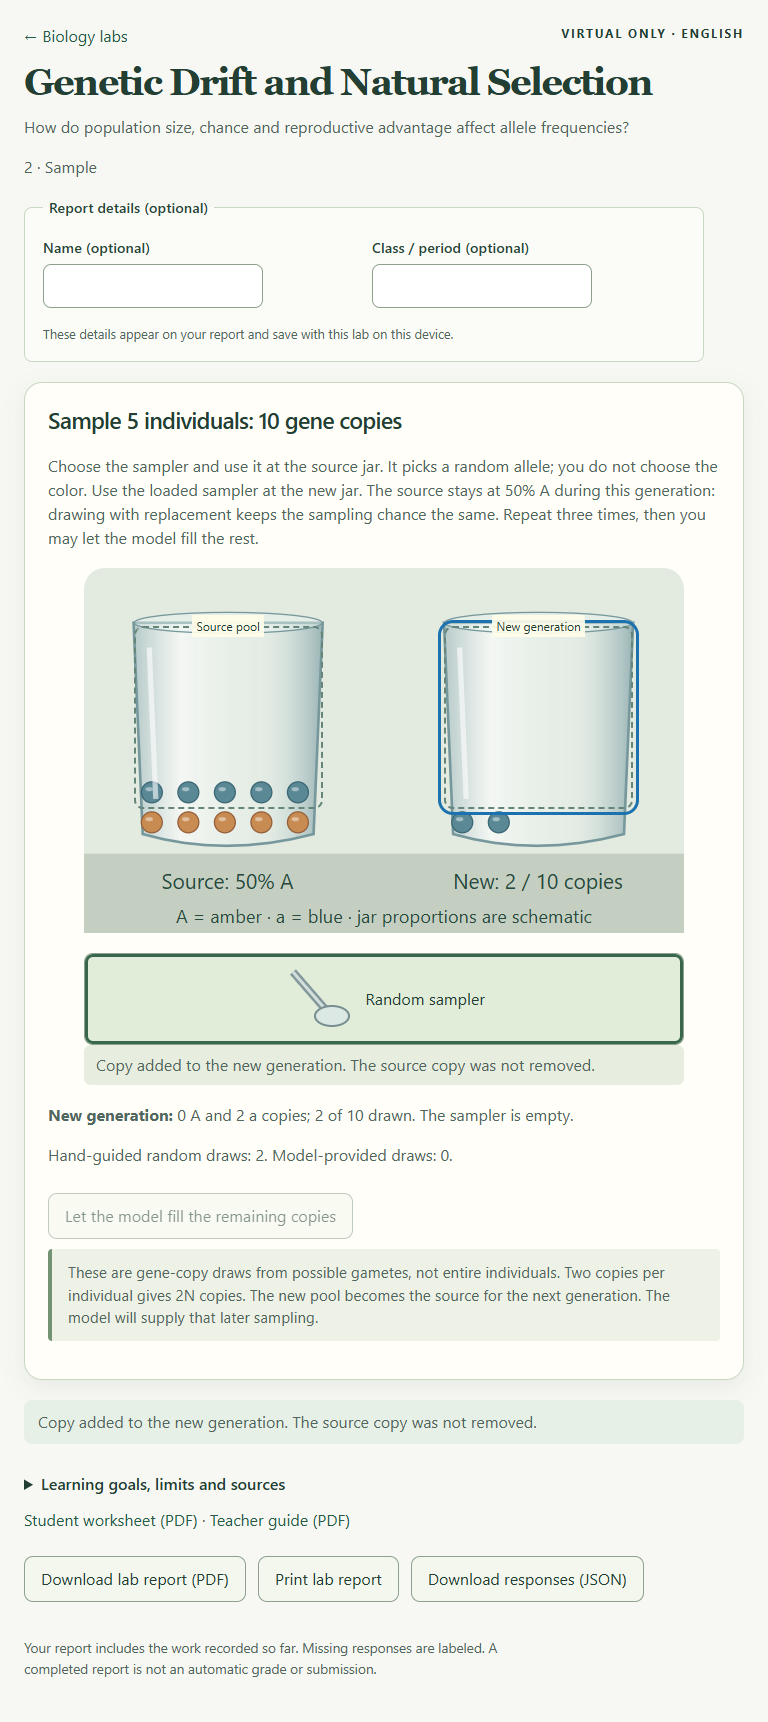 ← Biology labs
VIRTUAL ONLY · ENGLISH
Genetic Drift and Natural Selection
How do population size, chance and reproductive advantage affect allele frequencies?
2 · Sample
Report details (optional)
Name (optional)
Class / period (optional)
These details appear on your report and save with this lab on this device.
Sample 5 individuals: 10 gene copies
Choose the sampler and use it at the source jar. It picks a random allele; you do not choose the
color. Use the loaded sampler at the new jar. The source stays at 50% A during this generation:
drawing with replacement keeps the sampling chance the same. Repeat three times, then you
may let the model fill the rest.
Source pool
New generation
Source: 50% A
New: 2 / 10 copies
A = amber · a = blue · jar proportions are schematic
Random sampler
Copy added to the new generation. The source copy was not removed.
New generation: 0 A and 2 a copies; 2 of 10 drawn. The sampler is empty.
Hand-guided random draws: 2. Model-provided draws: 0.
Let the model fill the remaining copies
These are gene-copy draws from possible gametes, not entire individuals. Two copies per
individual gives 2N copies. The new pool becomes the source for the next generation. The
model will supply that later sampling.
Copy added to the new generation. The source copy was not removed.
▶ Learning goals, limits and sources
Student worksheet (PDF) · Teacher guide (PDF)
Download lab report (PDF)
Print lab report
Download responses (JSON)
Your report includes the work recorded so far. Missing responses are labeled. A
completed report is not an automatic grade or submission.